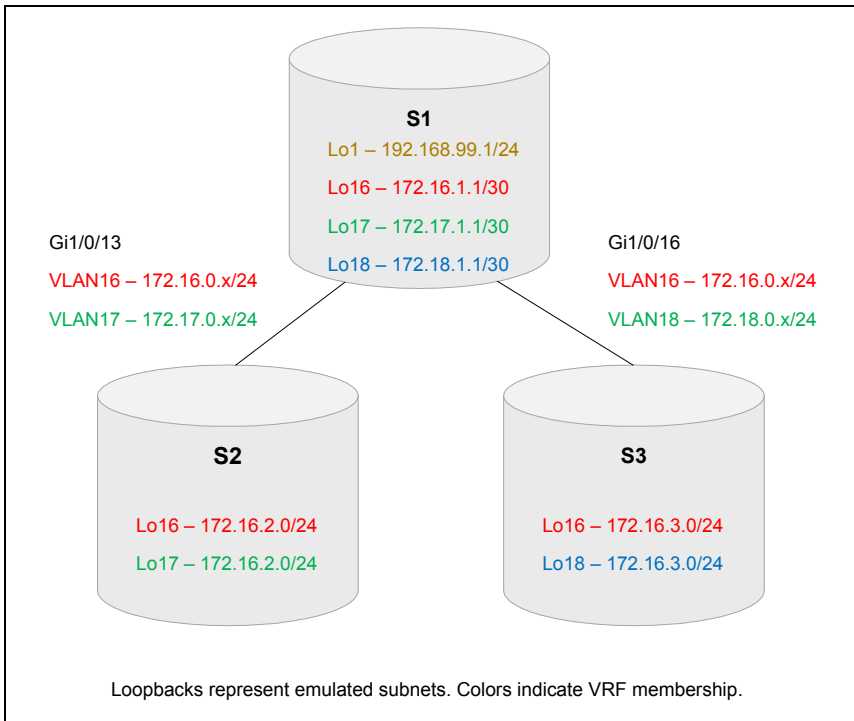 S1
Lo1 – 192.168.99.1/24
Lo16 – 172.16.1.1/30
Lo17 – 172.17.1.1/30
Lo18 – 172.18.1.1/30
Gi1/0/13
VLAN16 – 172.16.0.x/24
VLAN17 – 172.17.0.x/24
Gi1/0/16
VLAN16 – 172.16.0.x/24
VLAN18 – 172.18.0.x/24
S2
Lo16 – 172.16.2.0/24
Lo17 – 172.16.2.0/24
S3
Lo16 – 172.16.3.0/24
Lo18 – 172.16.3.0/24
Loopbacks represent emulated subnets. Colors indicate VRF membership.